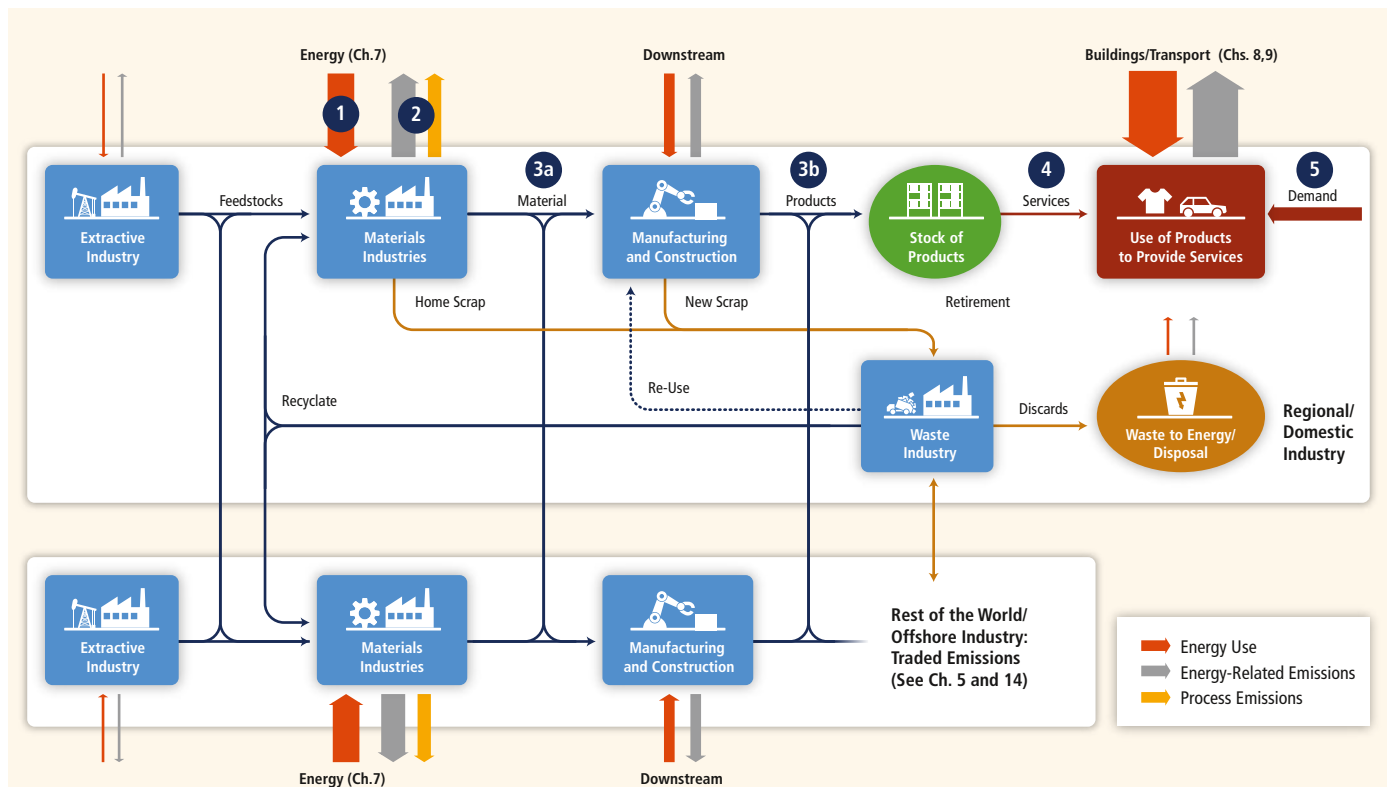 Energy (Ch.7)
Downstream
Buildings/Transport (Chs. 8,9)
1
2
3a
3b
4
5
Feedstocks
Material
Products
Services
Demand
Extractive
Industry
Materials
Industries
Manufacturing
and Construction
Stock of
Products
Use of Products
to Provide Services
Home Scrap
New Scrap
Retirement
Re-Use
Recyclate
Discards
Waste
Industry
Waste to Energy/
Disposal
Regional/
Domestic
Industry
Extractive
Industry
Materials
Industries
Manufacturing
and Construction
Rest of the World/
Offshore Industry:
Traded Emissions
(See Ch. 5 and 14)
Energy Use
Energy-Related Emissions
Process Emissions
Energy (Ch.7)
Downstream